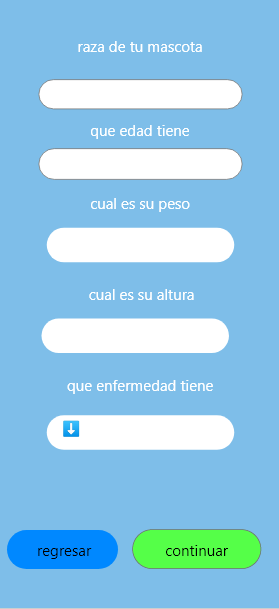 raza de tu mascota
que edad tiene
cual es su peso
cual es su altura
que enfermedad tiene
regresar
continuar